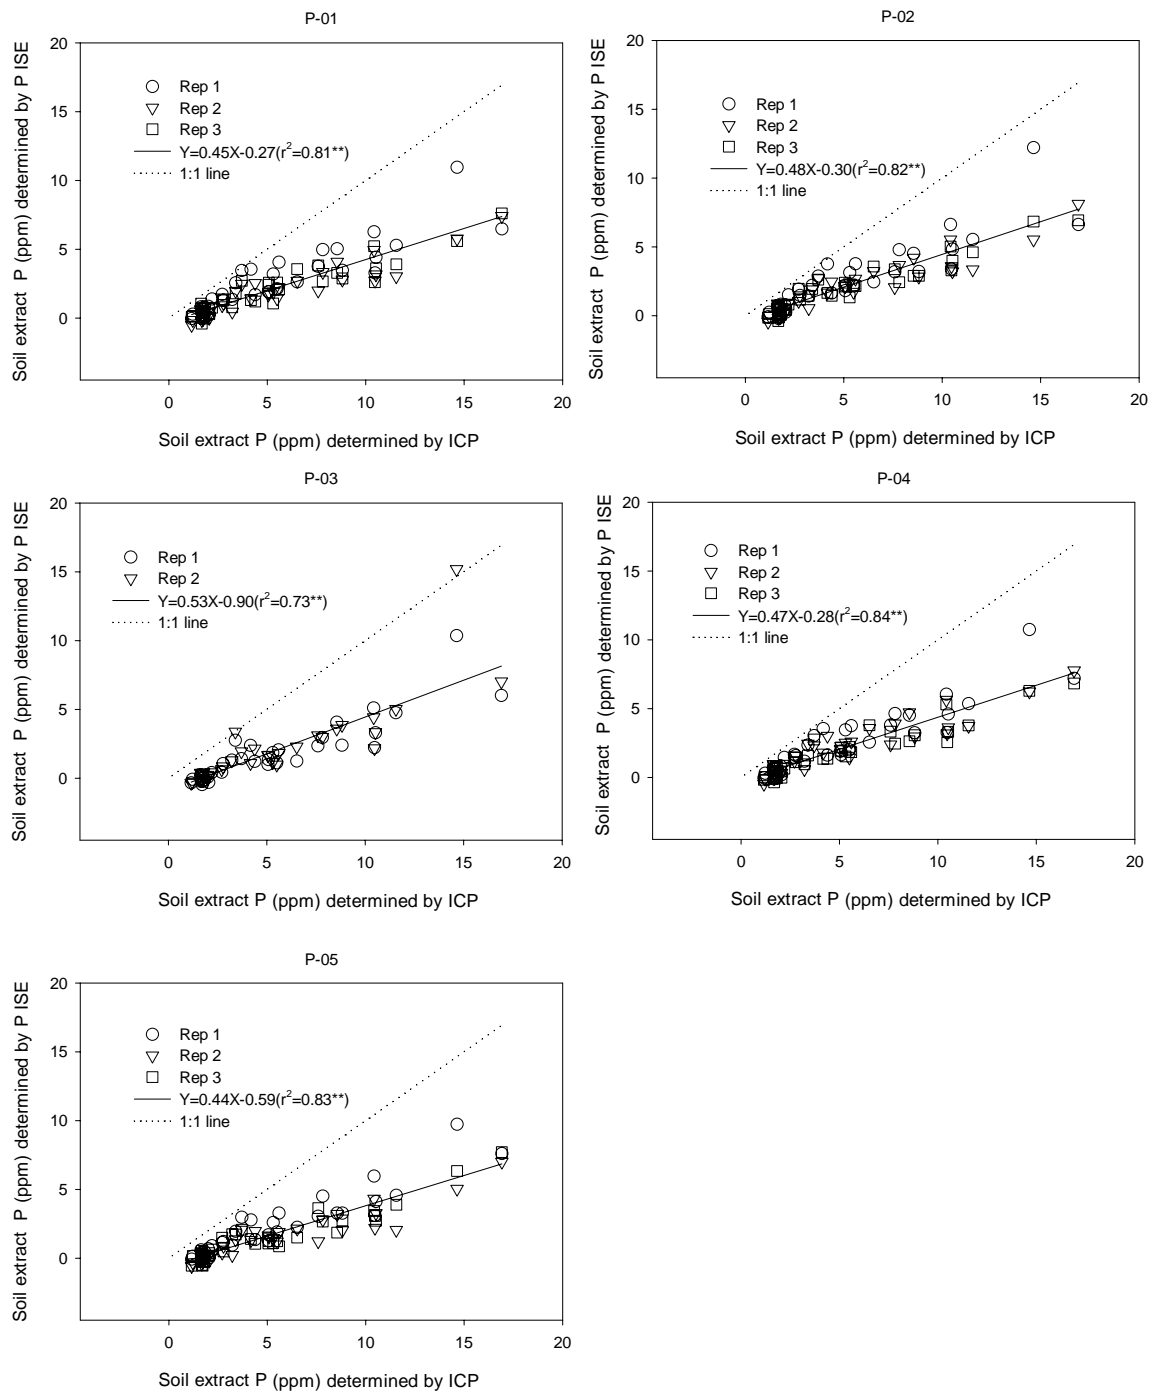 P-01
20
15
10
5
0
Soil extract P (ppm) determined by P ISE
Rep 1
Rep 2
Rep 3
Y=0.45X-0.27(r²=0.81**)
1:1 line
0 5 10 15 20
Soil extract P (ppm) determined by ICP
P-02
20
15
10
5
0
Soil extract P (ppm) determined by P ISE
Rep 1
Rep 2
Rep 3
Y=0.48X-0.30(r²=0.82**)
1:1 line
0 5 10 15 20
Soil extract P (ppm) determined by ICP
P-03
20
15
10
5
0
Soil extract P (ppm) determined by P ISE
Rep 1
Rep 2
Y=0.53X-0.90(r²=0.73**)
1:1 line
0 5 10 15 20
Soil extract P (ppm) determined by ICP
P-04
20
15
10
5
0
Soil extract P (ppm) determined by P ISE
Rep 1
Rep 2
Rep 3
Y=0.47X-0.28(r²=0.84**)
1:1 line
0 5 10 15 20
Soil extract P (ppm) determined by ICP
P-05
20
15
10
5
0
Soil extract P (ppm) determined by P ISE
Rep 1
Rep 2
Rep 3
Y=0.44X-0.59(r²=0.83**)
1:1 line
0 5 10 15 20
Soil extract P (ppm) determined by ICP